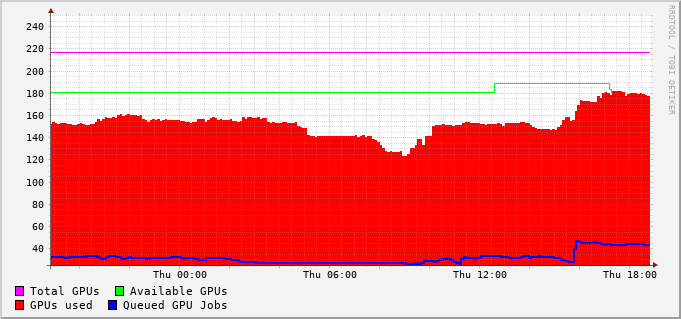 RRDTOOL / TOBI OETIKER
240
220
200
180
160
140
120
100
80
60
40
Thu 00:00 Thu 06:00 Thu 12:00 Thu 18:00
Total GPUs Available GPUs
GPUs used Queued GPU Jobs